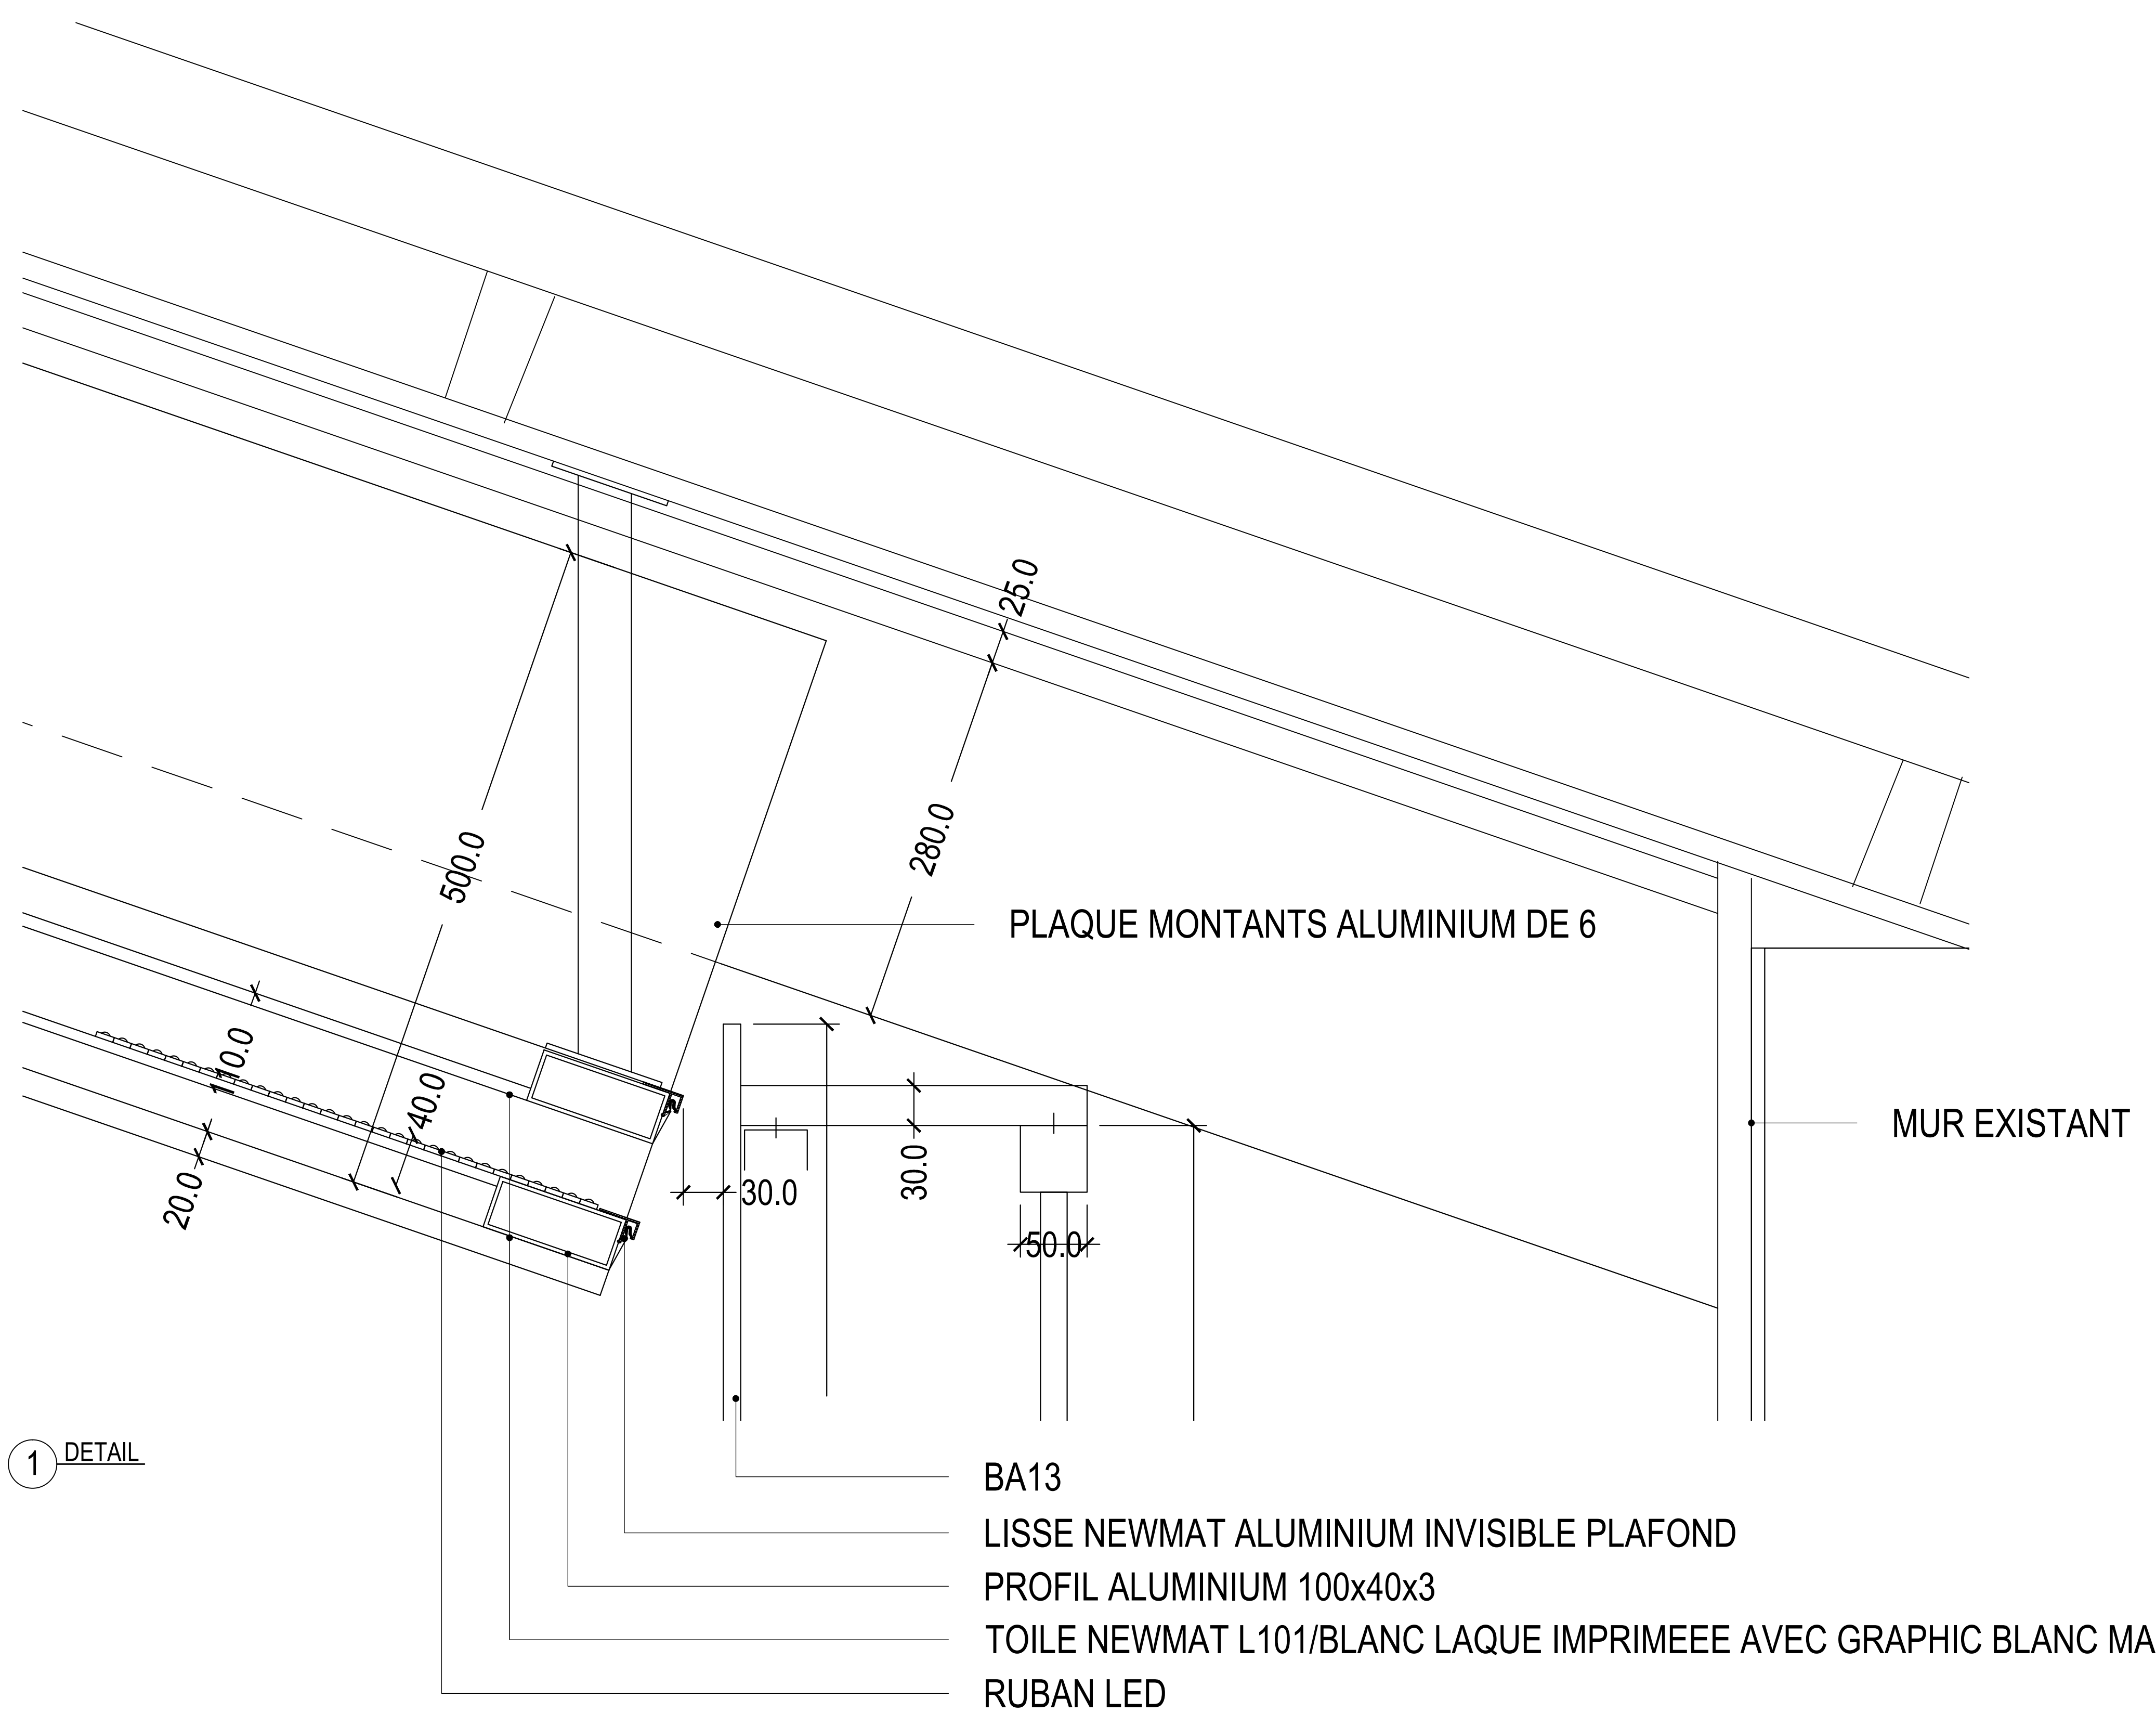 25.0
500.0
280.0
PLAQUE MONTANTS ALUMINIUM DE 6
110.0
40.0
MUR EXISTANT
20.0
30.0
30.0
50.0
1 DETAIL
BA13
LISSE NEWMAT ALUMINIUM INVISIBLE PLAFOND
PROFIL ALUMINIUM 100x40x3
TOILE NEWMAT L101/BLANC LAQUE IMPRIMEEE AVEC GRAPHIC BLANC MA
RUBAN LED